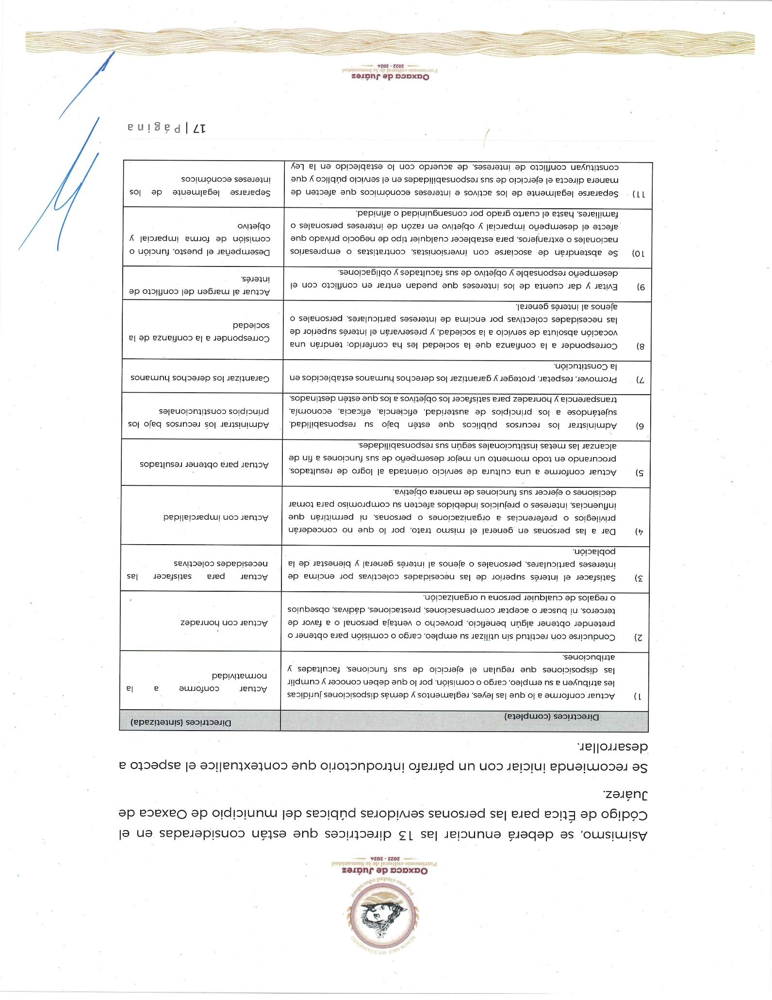 HONORABLE AYUNTAMIENTO
Por una ciudad educadora
Oaxaca de Juárez
Patrimonio cultural de la humanidad
2022 - 2024
Asimismo, se deberá enunciar las 13 directrices que están consideradas en el
Código de Ética para las personas servidoras púbicas del municipio de Oaxaca de
Juárez.
Se recomienda iniciar con un párrafo introductorio que contextualice el aspecto a
desarrollar.
Directrices (completa)
Directrices (sintetizada)
1) Actuar conforme a lo que las leyes, reglamentos y demás disposiciones jurídicas
les atribuyen a su empleo, cargo o comisión, por lo que deben conocer y cumplir
las disposiciones que regulan el ejercicio de sus funciones, facultades y
atribuciones.
Actuar conforme a la
normatividad
2) Conducirse con rectitud sin utilizar su empleo, cargo o comisión para obtener o
pretender obtener algún beneficio, provecho o ventaja personal o a favor de
terceros, ni buscar o aceptar compensaciones, prestaciones, dádivas, obsequios
o regalos de cualquier persona u organización.
Actuar con honradez
3) Satisfacer el interés superior de las necesidades colectivas por encima de
intereses particulares, personales o ajenos al interés general y bienestar de la
población.
Actuar para satisfacer las
necesidades colectivas
4) Dar a las personas en general el mismo trato, por lo que no concederán
privilegios o preferencias a organizaciones o personas, ni permitirán que
influencias, intereses o prejuicios indebidos afecten su compromiso para tomar
decisiones o ejercer sus funciones de manera objetiva.
Actuar con imparcialidad
5) Actuar conforme a una cultura de servicio orientada al logro de resultados,
procurando en todo momento un mejor desempeño de sus funciones a fin de
alcanzar las metas institucionales según sus responsabilidades.
Actuar para obtener resultados
6) Administrar los recursos públicos que estén bajo su responsabilidad,
sujetándose a los principios de austeridad, eficiencia, eficacia, economía,
transparencia y honradez para satisfacer los objetivos a los que estén destinados.
Administrar los recursos bajo los
principios constitucionales
7) Promover, respetar, proteger y garantizar los derechos humanos establecidos en
la Constitución.
Garantizar los derechos humanos
8) Corresponder a la confianza que la sociedad les ha conferido; tendrán una
vocación absoluta de servicio a la sociedad, y preservarán el interés superior de
las necesidades colectivas por encima de intereses particulares, personales o
ajenos al interés general.
Corresponder a la confianza de la
sociedad
9) Evitar y dar cuenta de los intereses que puedan entrar en conflicto con el
desempeño responsable y objetivo de sus facultades y obligaciones.
Actuar al margen del conflicto de
interés.
10) Se abstendrán de asociarse con inversionistas, contratistas o empresarios
nacionales o extranjeros, para establecer cualquier tipo de negocio privado que
afecte el desempeño imparcial y objetivo en razón de intereses personales o
familiares, hasta el cuarto grado por consanguinidad o afinidad.
Desempeñar el puesto, función o
comisión de forma imparcial y
objetivo
11) Separarse legalmente de los activos e intereses económicos que afecten de
manera directa el ejercicio de sus responsabilidades en el servicio público y que
constituyan conflicto de intereses, de acuerdo con lo establecido en la Ley
Separarse legalmente de los
intereses económicos
17 | Página
Oaxaca de Juárez
Patrimonio cultural de la humanidad
2022 - 2024